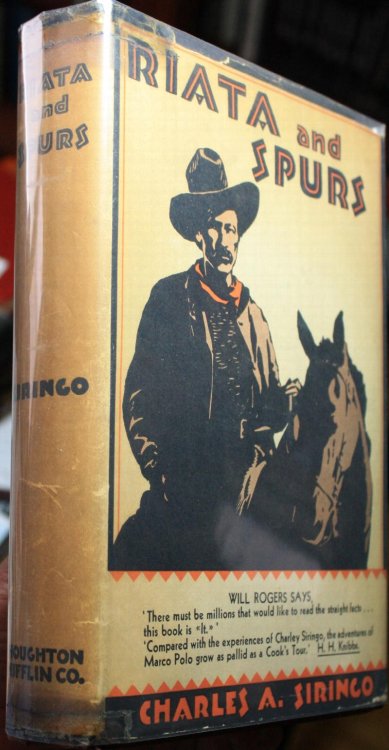 RIATA
and
SPURS
SIRINGO
HOUGHTON
MIFFLIN CO.
RIATA and
SPURS
WILL ROGERS SAYS,
'There must be millions that would like to read the straight facts . . .
this book is «It.» '
'Compared with the experiences of Charley Siringo, the adventures of
Marco Polo grow as pallid as a Cook's Tour.' H. H. Knibbs.
CHARLES A. SIRINGO